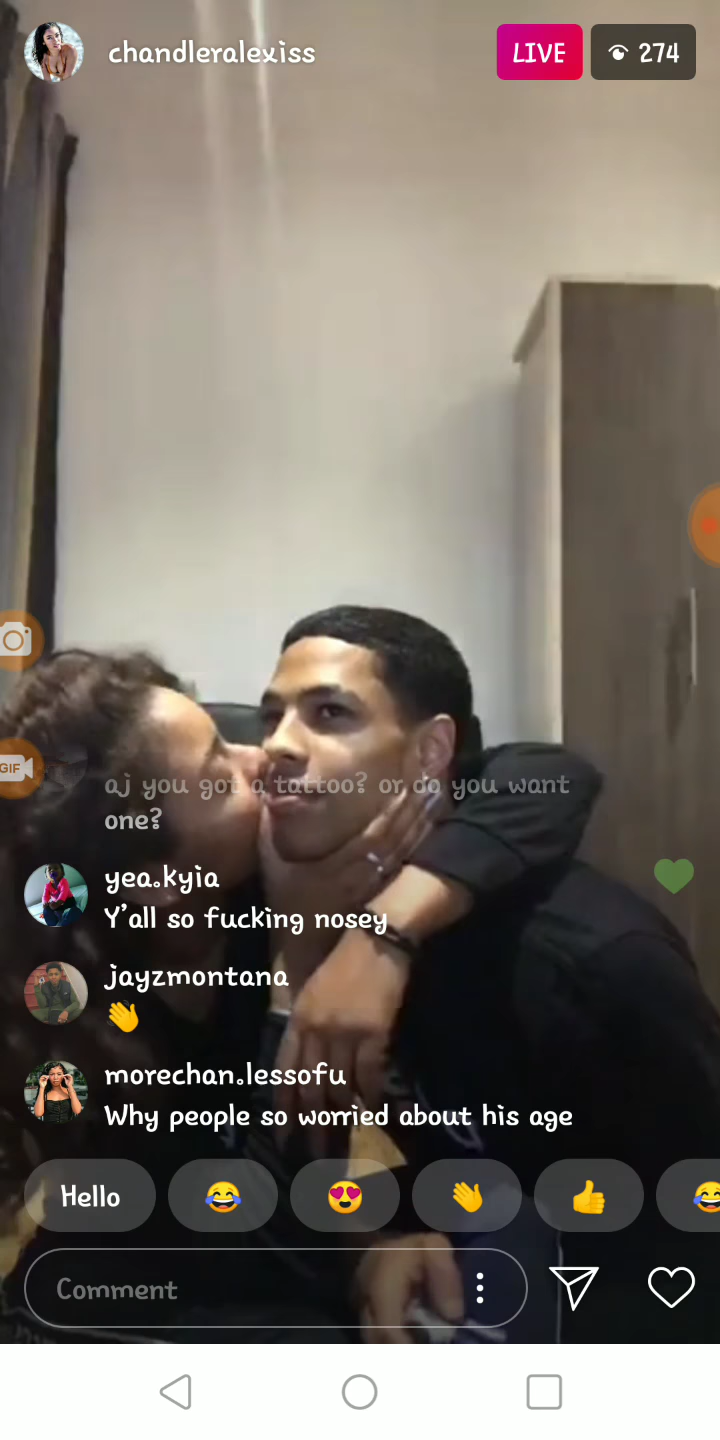 chandleralexiss
LIVE
274
aj you got a tattoo? or do you want
one?
yea.kyia
Y'all so fucking nosey
jayzmontana
👋
morechan.lessofu
Why people so worried about his age
Hello 😂 😍 👋 👍 😂
Comment
GIF